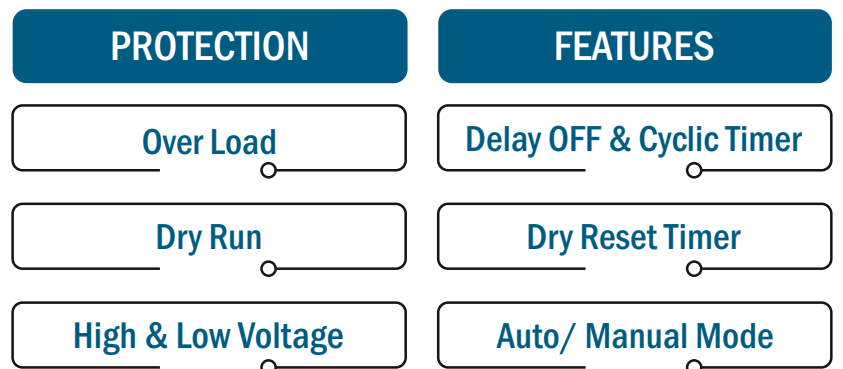 PROTECTION
FEATURES
Over Load
Delay OFF & Cyclic Timer
Dry Run
Dry Reset Timer
High & Low Voltage
Auto/ Manual Mode